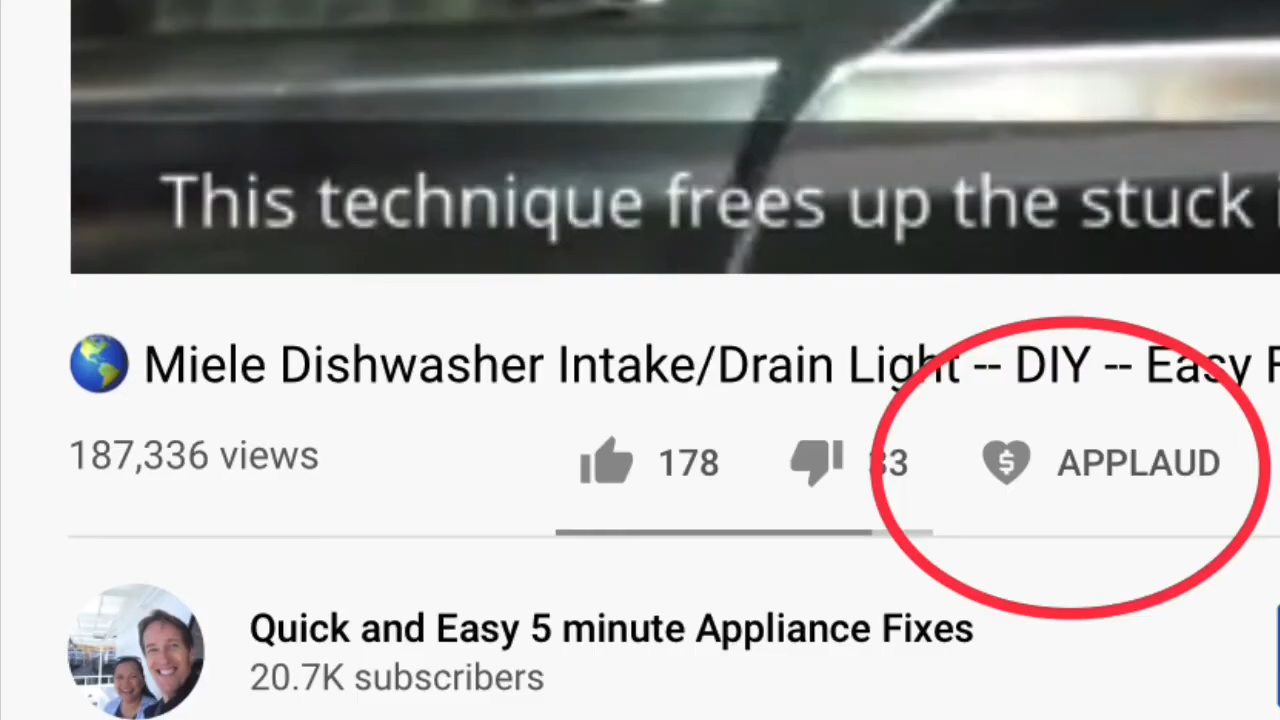 This technique frees up the stuck
Miele Dishwasher Intake/Drain Light -- DIY -- Easy
187,336 views
178
33
APPLAUD
Quick and Easy 5 minute Appliance Fixes
20.7K subscribers